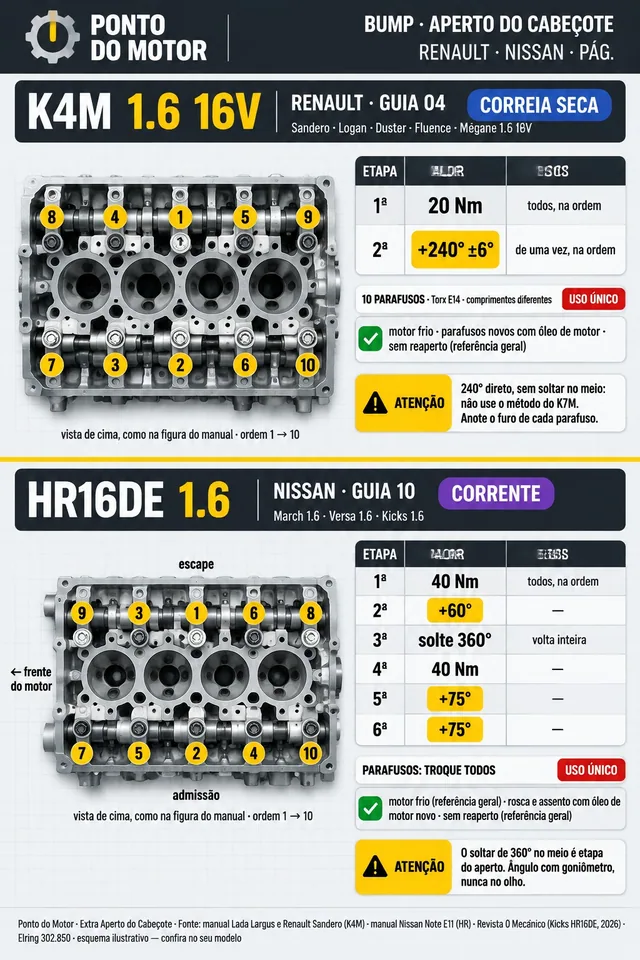 PONTO
DO MOTOR
BUMP · APERTO DO CABEÇOTE
RENAULT · NISSAN · PÁG.
K4M 1.6 16V
RENAULT · GUIA 04
CORREIA SECA
Sandero · Logan · Duster · Fluence · Mégane 1.6 16V
8 4 1 5 9
7 3 2 6 10
vista de cima, como na figura do manual · ordem 1 → 10
ETAPA
1ª 20 Nm todos, na ordem
2ª +240° ±6° de uma vez, na ordem
10 PARAFUSOS · Torx E14 · comprimentos diferentes
USO ÚNICO
motor frio · parafusos novos com óleo de motor ·
sem reaperto (referência geral)
ATENÇÃO
240° direto, sem soltar no meio:
não use o método do K7M.
Anote o furo de cada parafuso.
HR16DE 1.6
NISSAN · GUIA 10
CORRENTE
March 1.6 · Versa 1.6 · Kicks 1.6
escape
9 3 1 6 8
← frente
do motor
7 5 2 4 10
admissão
vista de cima, como na figura do manual · ordem 1 → 10
ETAPA
1ª 40 Nm todos, na ordem
2ª +60° —
3ª solte 360° volta inteira
4ª 40 Nm —
5ª +75° —
6ª +75° —
PARAFUSOS: TROQUE TODOS
USO ÚNICO
motor frio (referência geral) · rosca e assento com óleo de
motor novo · sem reaperto (referência geral)
ATENÇÃO
O soltar de 360° no meio é etapa
do aperto. Ângulo com goniômetro,
nunca no olho.
Ponto do Motor · Extra Aperto do Cabeçote · Fonte: manual Lada Largus e Renault Sandero (K4M) · manual Nissan Note E11 (HR) · Revista O Mecánico (Kicks HR16DE, 2026) ·
Elring 302.850 · esquema ilustrativo — confira no seu modelo